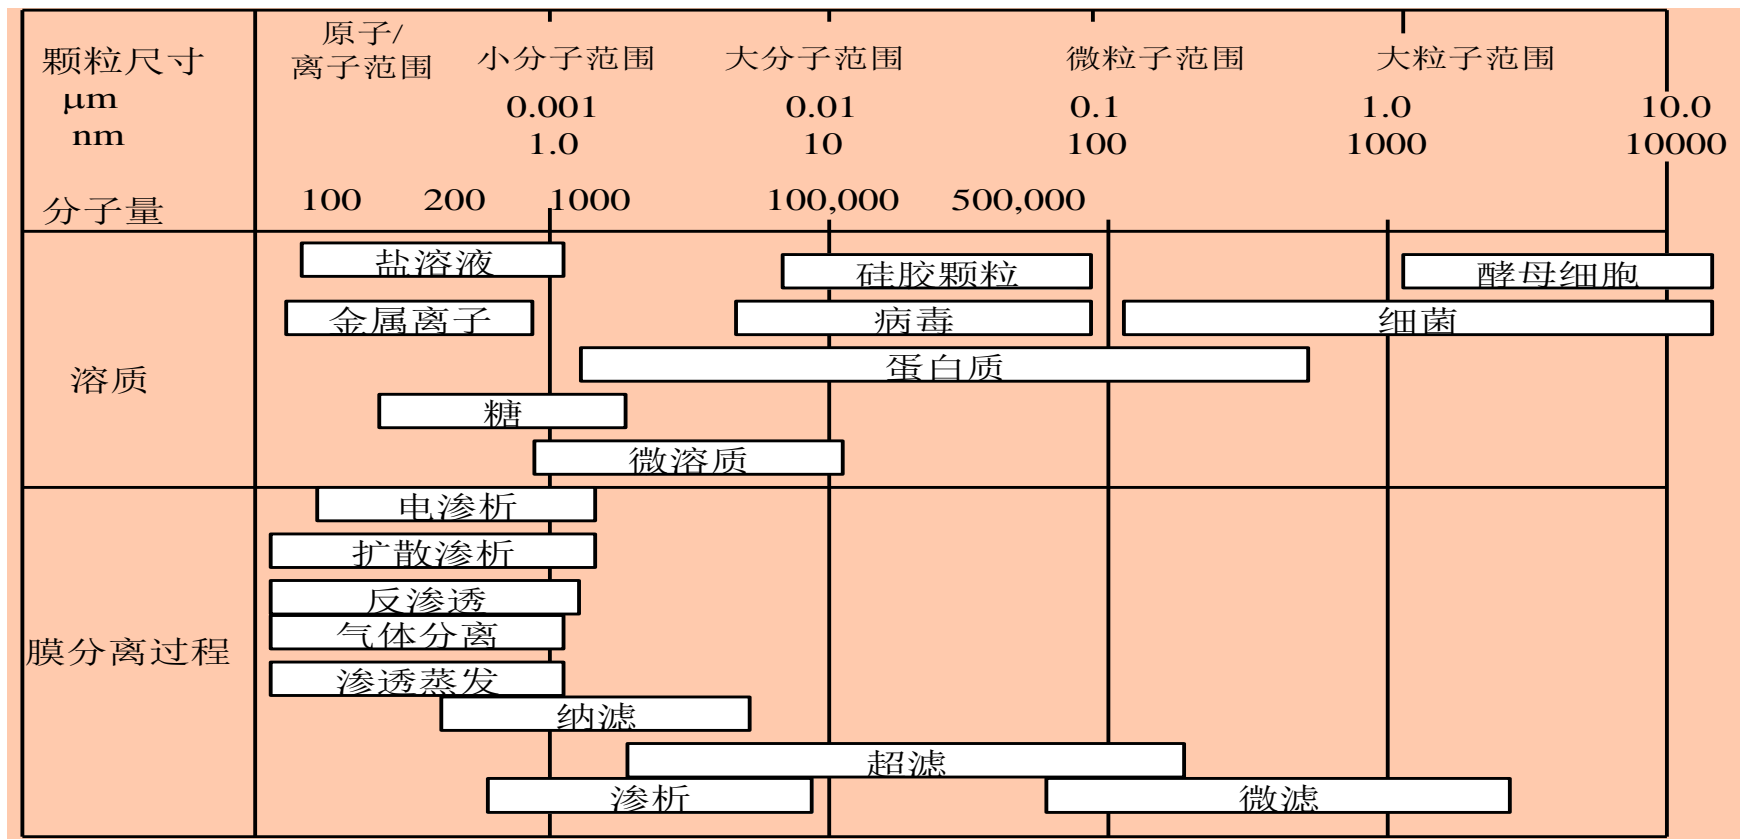 原子/
离子范围
小分子范围
大分子范围
微粒子范围
大粒子范围
颗粒尺寸
μm
0.001
0.01
0.1
1.0
10.0
nm
1.0
10
100
1000
10000
分子量
100
200
1000
100,000
500,000
溶质
盐溶液
硅胶颗粒
酵母细胞
金属离子
病毒
细菌
蛋白质
糖
微溶质
膜分离过程
电渗析
扩散渗析
反渗透
气体分离
渗透蒸发
纳滤
超滤
渗析
微滤